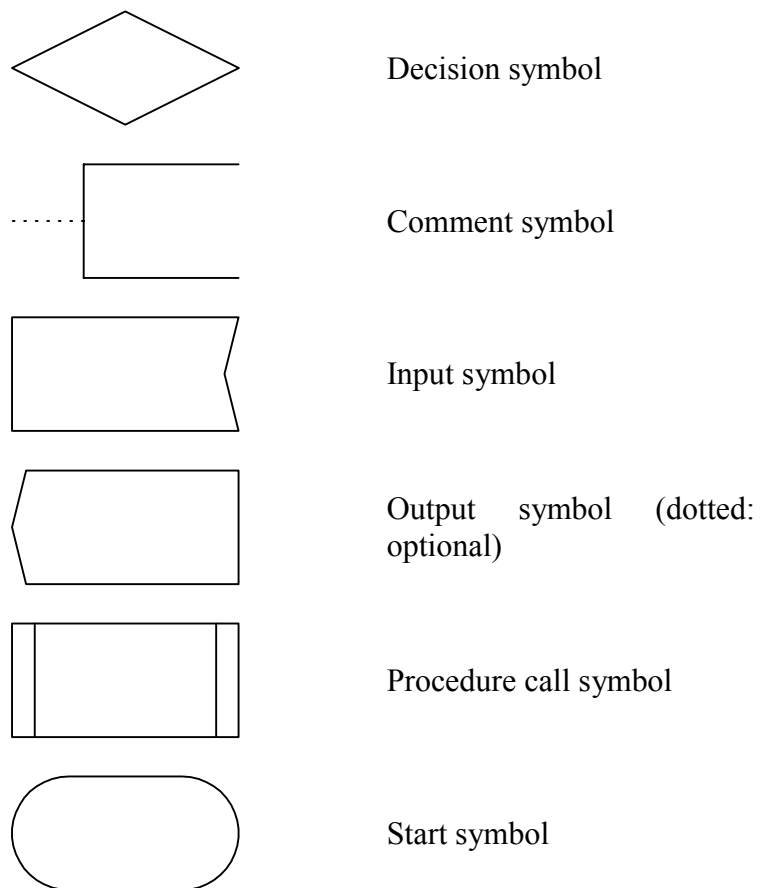 Decision symbol
Comment symbol
Input symbol
Output symbol (dotted:
optional)
Procedure call symbol
Start symbol